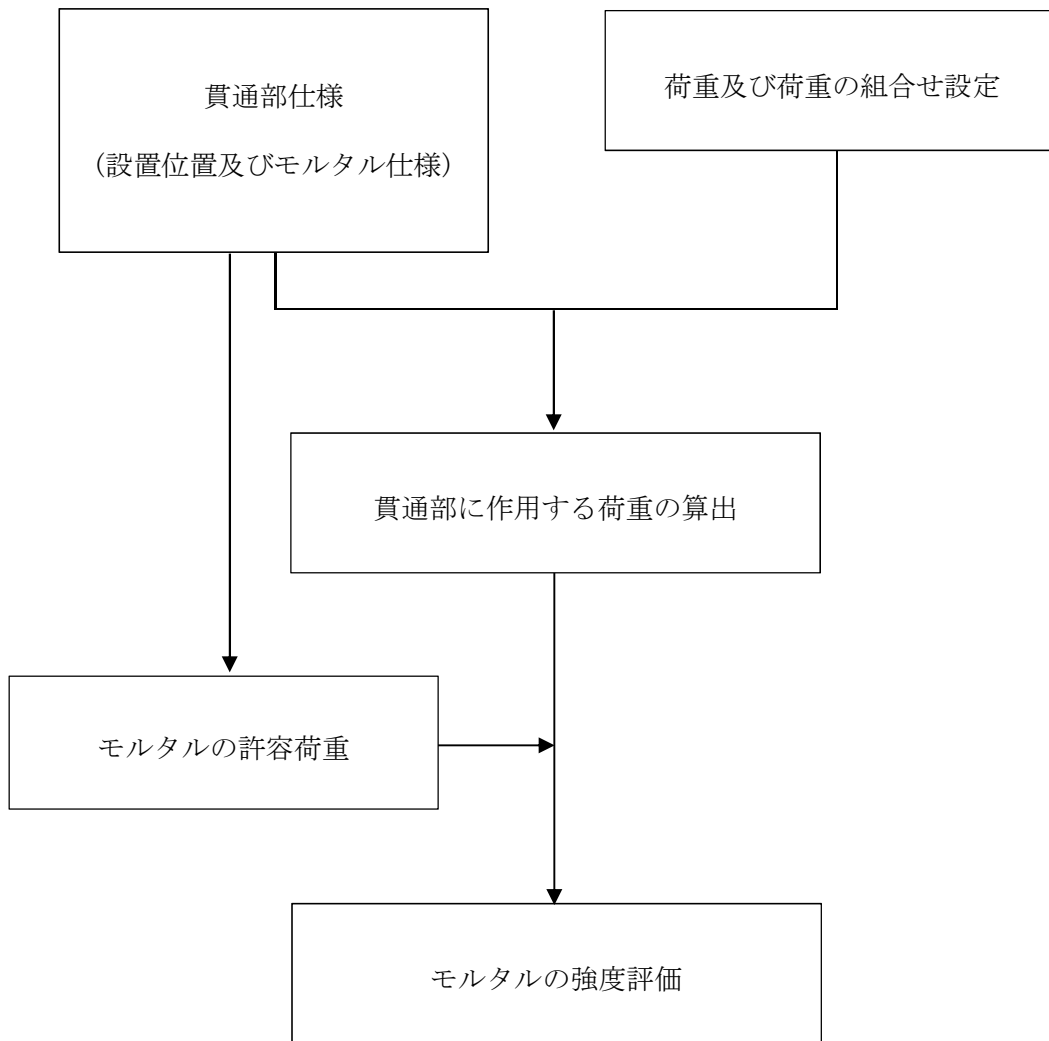 貫通部仕様
(設置位置及びモルタル仕様)
荷重及び荷重の組合せ設定
貫通部に作用する荷重の算出
モルタルの許容荷重
モルタルの強度評価